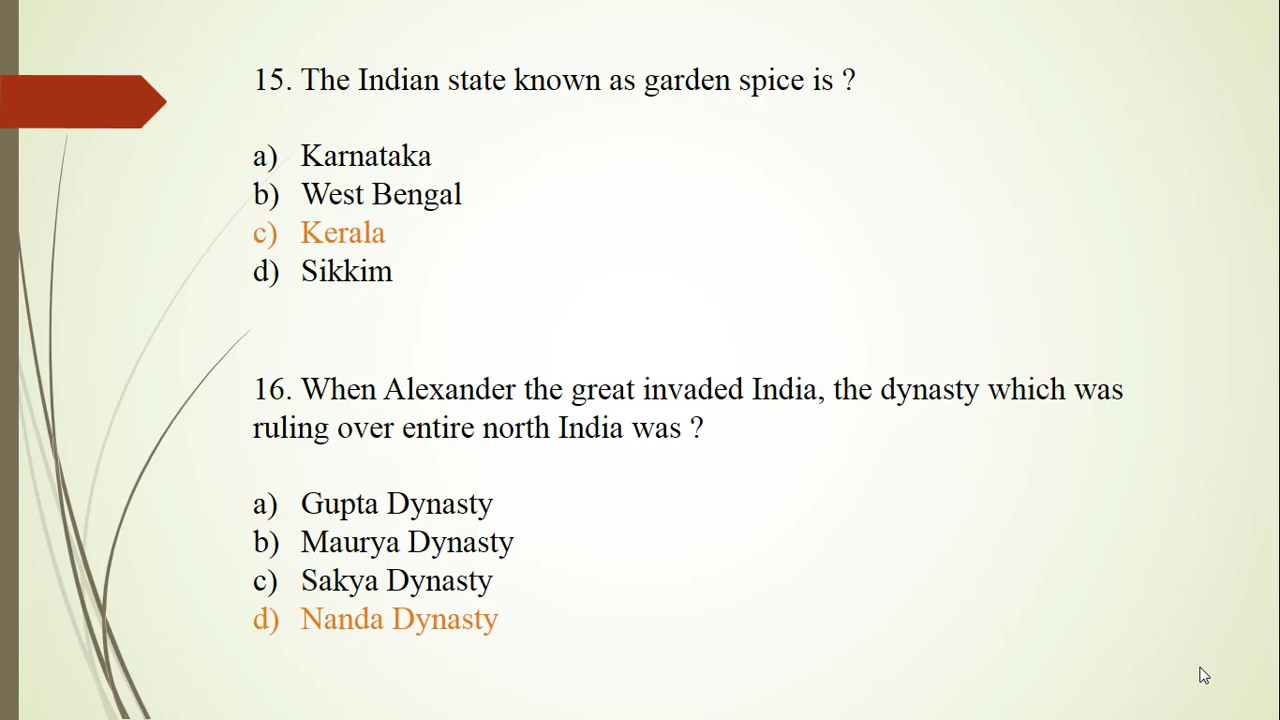 15. The Indian state known as garden spice is ?
a) Karnataka
b) West Bengal
c) Kerala
d) Sikkim
16. When Alexander the great invaded India, the dynasty which was
ruling over entire north India was ?
a) Gupta Dynasty
b) Maurya Dynasty
c) Sakya Dynasty
d) Nanda Dynasty